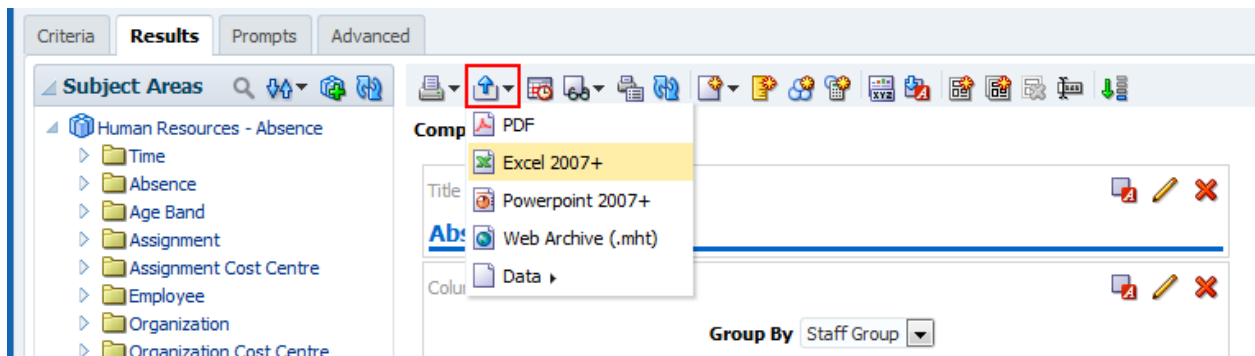 Criteria Results Prompts Advanced
Subject Areas
Human Resources - Absence
Time
Absence
Age Band
Assignment
Assignment Cost Centre
Employee
Organization
Organization Cost Centre
XYZ
Comp
PDF
Excel 2007+
Powerpoint 2007+
Web Archive (.mht)
Data
Title
Abs
Colu
Group By Staff Group